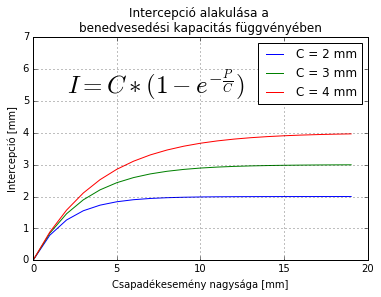 Intercepció alakulása a
benedvesedési kapacitás függvényében
7
6
5
4
3
2
1
0
Intercepció [mm]
I = C * (1 - e^{-\frac{P}{C}})
C = 2 mm
C = 3 mm
C = 4 mm
0 5 10 15 20
Csapadékesemény nagysága [mm]